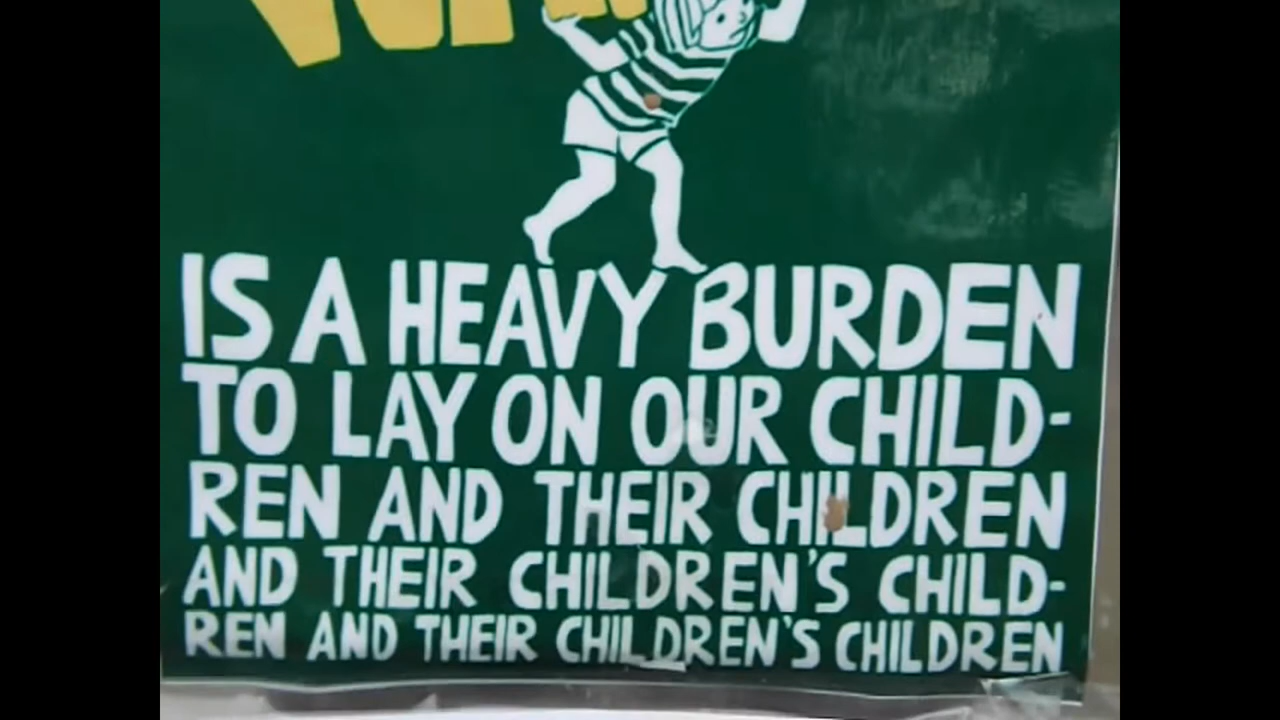 IS A HEAVY BURDEN
TO LAY ON OUR CHILD-
REN AND THEIR CHILDREN
AND THEIR CHILDREN'S CHILD-
REN AND THEIR CHILDREN'S CHILDREN